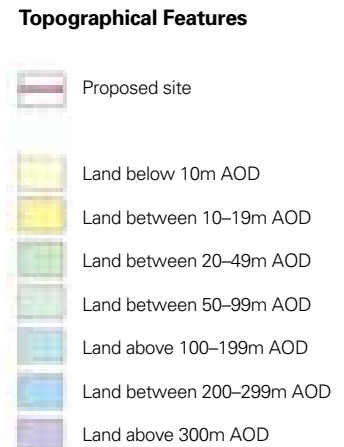 Topographical Features
Proposed site
Land below 10m AOD
Land between 10–19m AOD
Land between 20–49m AOD
Land between 50–99m AOD
Land above 100–199m AOD
Land between 200–299m AOD
Land above 300m AOD